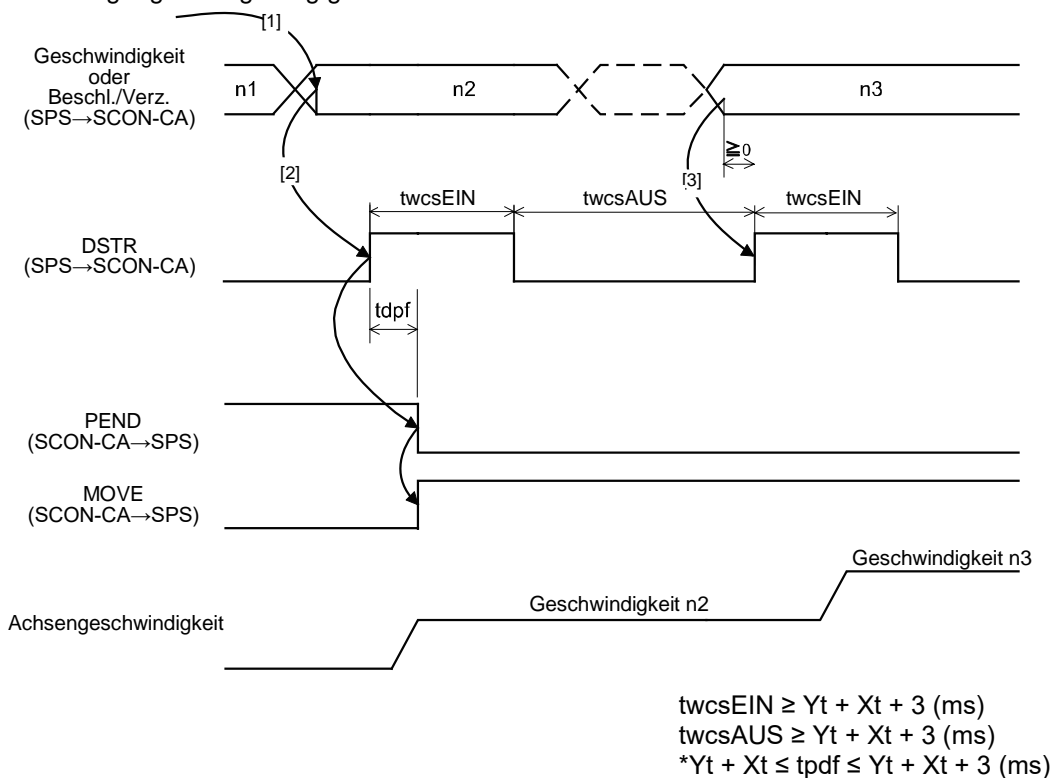 [1]
Geschwindigkeit
oder
Beschl./Verz.
(SPS→SCON-CA)
n1
n2
n3
≧0
[2]
[3]
twcsEIN
twcsAUS
twcsEIN
DSTR
(SPS→SCON-CA)
tdpf
PEND
(SCON-CA→SPS)
MOVE
(SCON-CA→SPS)
Geschwindigkeit n3
Geschwindigkeit n2
Achsengeschwindigkeit
twcsEIN ≥ Yt + Xt + 3 (ms)
twcsAUS ≥ Yt + Xt + 3 (ms)
*Yt + Xt ≤ tpdf ≤ Yt + Xt + 3 (ms)